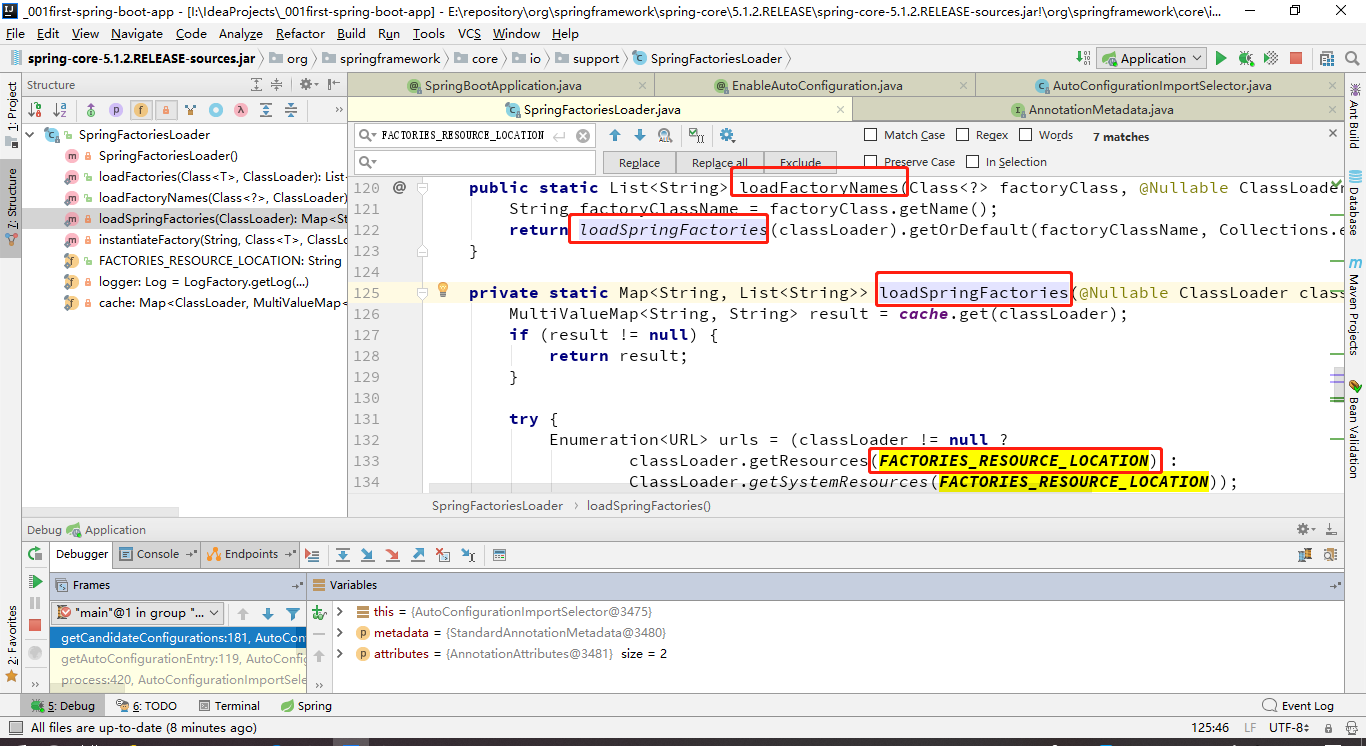 _001first-spring-boot-app - [I:\IdeaProjects\_001first-spring-boot-app] - E:\repository\org\springframework\spring-core\5.1.2.RELEASE\spring-core-5.1.2.RELEASE-sources.jar!\org\springframework\core\i...
File Edit View Navigate Code Analyze Refactor Build Run Tools VCS Window Help
spring-core-5.1.2.RELEASE-sources.jar org springframework core io support SpringFactoriesLoader Application
1: Project
7: Structure
2: Favorites
Structure
SpringFactoriesLoader
SpringFactoriesLoader()
loadFactories(Class<T>, ClassLoader): List
loadFactoryNames(Class<?>, ClassLoader)
loadSpringFactories(ClassLoader): Map<St
instantiateFactory(String, Class<T>, ClassLo
FACTORIES_RESOURCE_LOCATION: String
logger: Log = LogFactory.getLog(...)
cache: Map<ClassLoader, MultiValueMap<
SpringBootApplication.java EnableAutoConfiguration.java AutoConfigurationImportSelector.java
SpringFactoriesLoader.java AnnotationMetadata.java
FACTORIES_RESOURCE_LOCATION Match Case Regex Words 7 matches
Replace Replace all Exclude Preserve Case In Selection
120 @ public static List<String> loadFactoryNames(Class<?> factoryClass, @Nullable ClassLoader
121 String factoryClassName = factoryClass.getName();
122 return loadSpringFactories(classLoader).getOrDefault(factoryClassName, Collections.e
123 }
124
125 private static Map<String, List<String>> loadSpringFactories(@Nullable ClassLoader class
126 MultiValueMap<String, String> result = cache.get(classLoader);
127 if (result != null) {
128 return result;
129 }
130
131 try {
132 Enumeration<URL> urls = (classLoader != null ?
133 classLoader.getResources(FACTORIES_RESOURCE_LOCATION) :
134 ClassLoader.getSystemResources(FACTORIES_RESOURCE_LOCATION));
SpringFactoriesLoader loadSpringFactories()
Ant Build
Database
Maven Projects
Bean Validation
Debug Application
Debugger Console Endpoints
Frames Variables
"main"@1 in group "...
getCandidateConfigurations:181, AutoCon
getAutoConfigurationEntry:119, AutoConfig
process:420, AutoConfigurationImportSele
this = {AutoConfigurationImportSelector@3475}
metadata = {StandardAnnotationMetadata@3480}
attributes = {AnnotationAttributes@3481} size = 2
5: Debug 6: TODO Terminal Spring Event Log
All files are up-to-date (8 minutes ago) 125:46 LF UTF-8